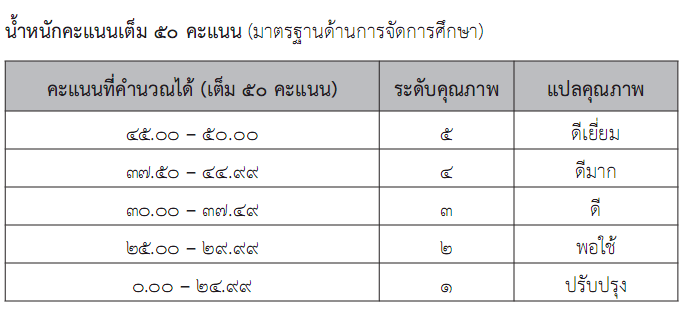 น้ำหนักคะแนนเต็ม ๕๐ คะแนน (มาตรฐานด้านการจัดการศึกษา)
คะแนนที่คำนวณได้ (เต็ม ๕๐ คะแนน) ระดับคุณภาพ แปลคุณภาพ
๔๕.๐๐ – ๕๐.๐๐ ๕ ดีเยี่ยม
๓๗.๕๐ – ๔๔.๙๙ ๔ ดีมาก
๓๐.๐๐ – ๓๗.๔๙ ๓ ดี
๒๕.๐๐ – ๒๙.๙๙ ๒ พอใช้
๐.๐๐ – ๒๔.๙๙ ๑ ปรับปรุง